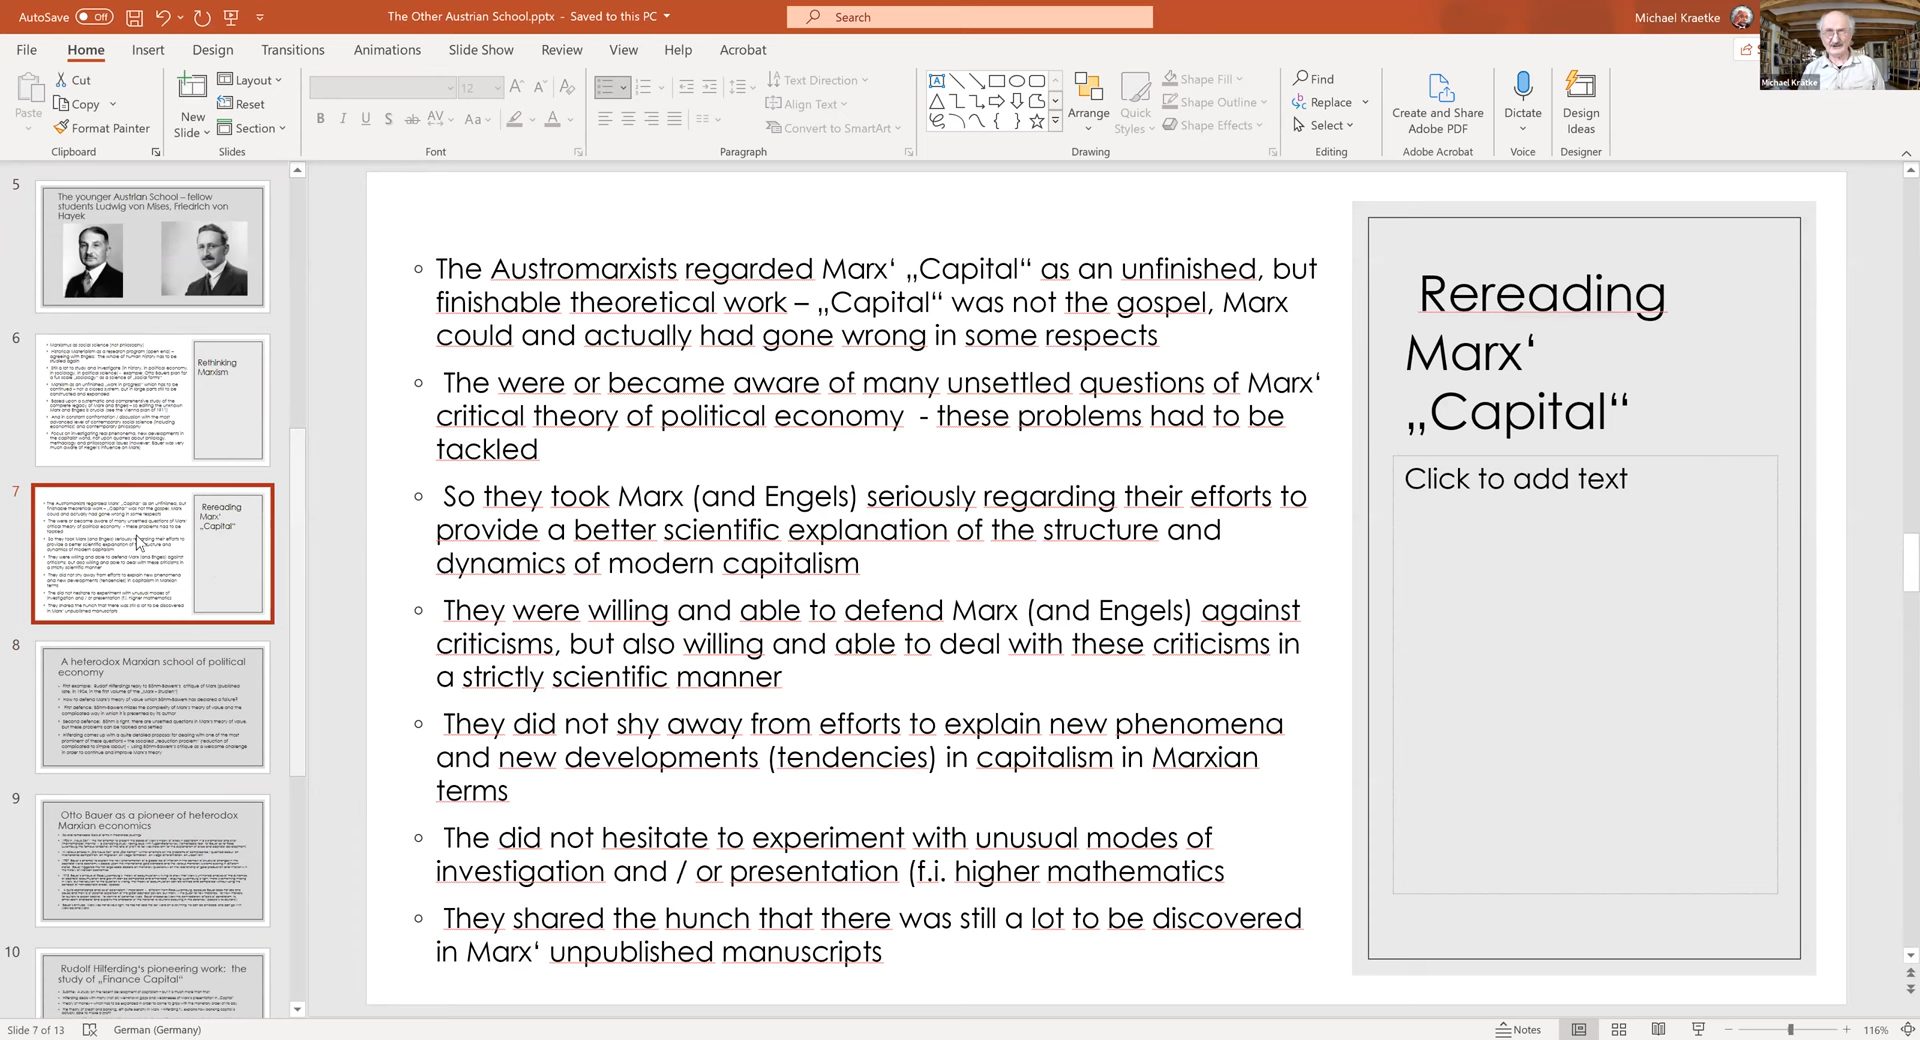 AutoSave Off
The Other Austrian School.pptx - Saved to this PC
Search
Michael Kraetke
File Home Insert Design Transitions Animations Slide Show Review View Help Acrobat
Paste
Cut
Copy
Format Painter
Clipboard
New Slide
Layout
Reset
Section
Slides
12
Font
Text Direction
Align Text
Convert to SmartArt
Paragraph
Arrange
Quick Styles
Shape Fill
Shape Outline
Shape Effects
Drawing
Find
Replace
Select
Editing
Create and Share Adobe PDF
Adobe Acrobat
Dictate
Voice
Design Ideas
Designer
Michael Krätke
5
The younger Austrian School – fellow
students Ludwig von Mises, Friedrich von
Hayek
6
Rethinking
Marxism
7
Rereading
Marx‘
„Capital“
8
A heterodox Marxian school of political
economy
9
Otto Bauer as a pioneer of heterodox
Marxian economics
10
Rudolf Hilferding‘s pioneering work: the
study of „Finance Capital“
The Austromarxists regarded Marx‘ „Capital“ as an unfinished, but
finishable theoretical work – „Capital“ was not the gospel, Marx
could and actually had gone wrong in some respects
The were or became aware of many unsettled questions of Marx‘
critical theory of political economy - these problems had to be
tackled
So they took Marx (and Engels) seriously regarding their efforts to
provide a better scientific explanation of the structure and
dynamics of modern capitalism
They were willing and able to defend Marx (and Engels) against
criticisms, but also willing and able to deal with these criticisms in
a strictly scientific manner
They did not shy away from efforts to explain new phenomena
and new developments (tendencies) in capitalism in Marxian
terms
The did not hesitate to experiment with unusual modes of
investigation and / or presentation (f.i. higher mathematics
They shared the hunch that there was still a lot to be discovered
in Marx‘ unpublished manuscripts
Rereading
Marx‘
„Capital“
Click to add text
Slide 7 of 13
German (Germany)
Notes
116%